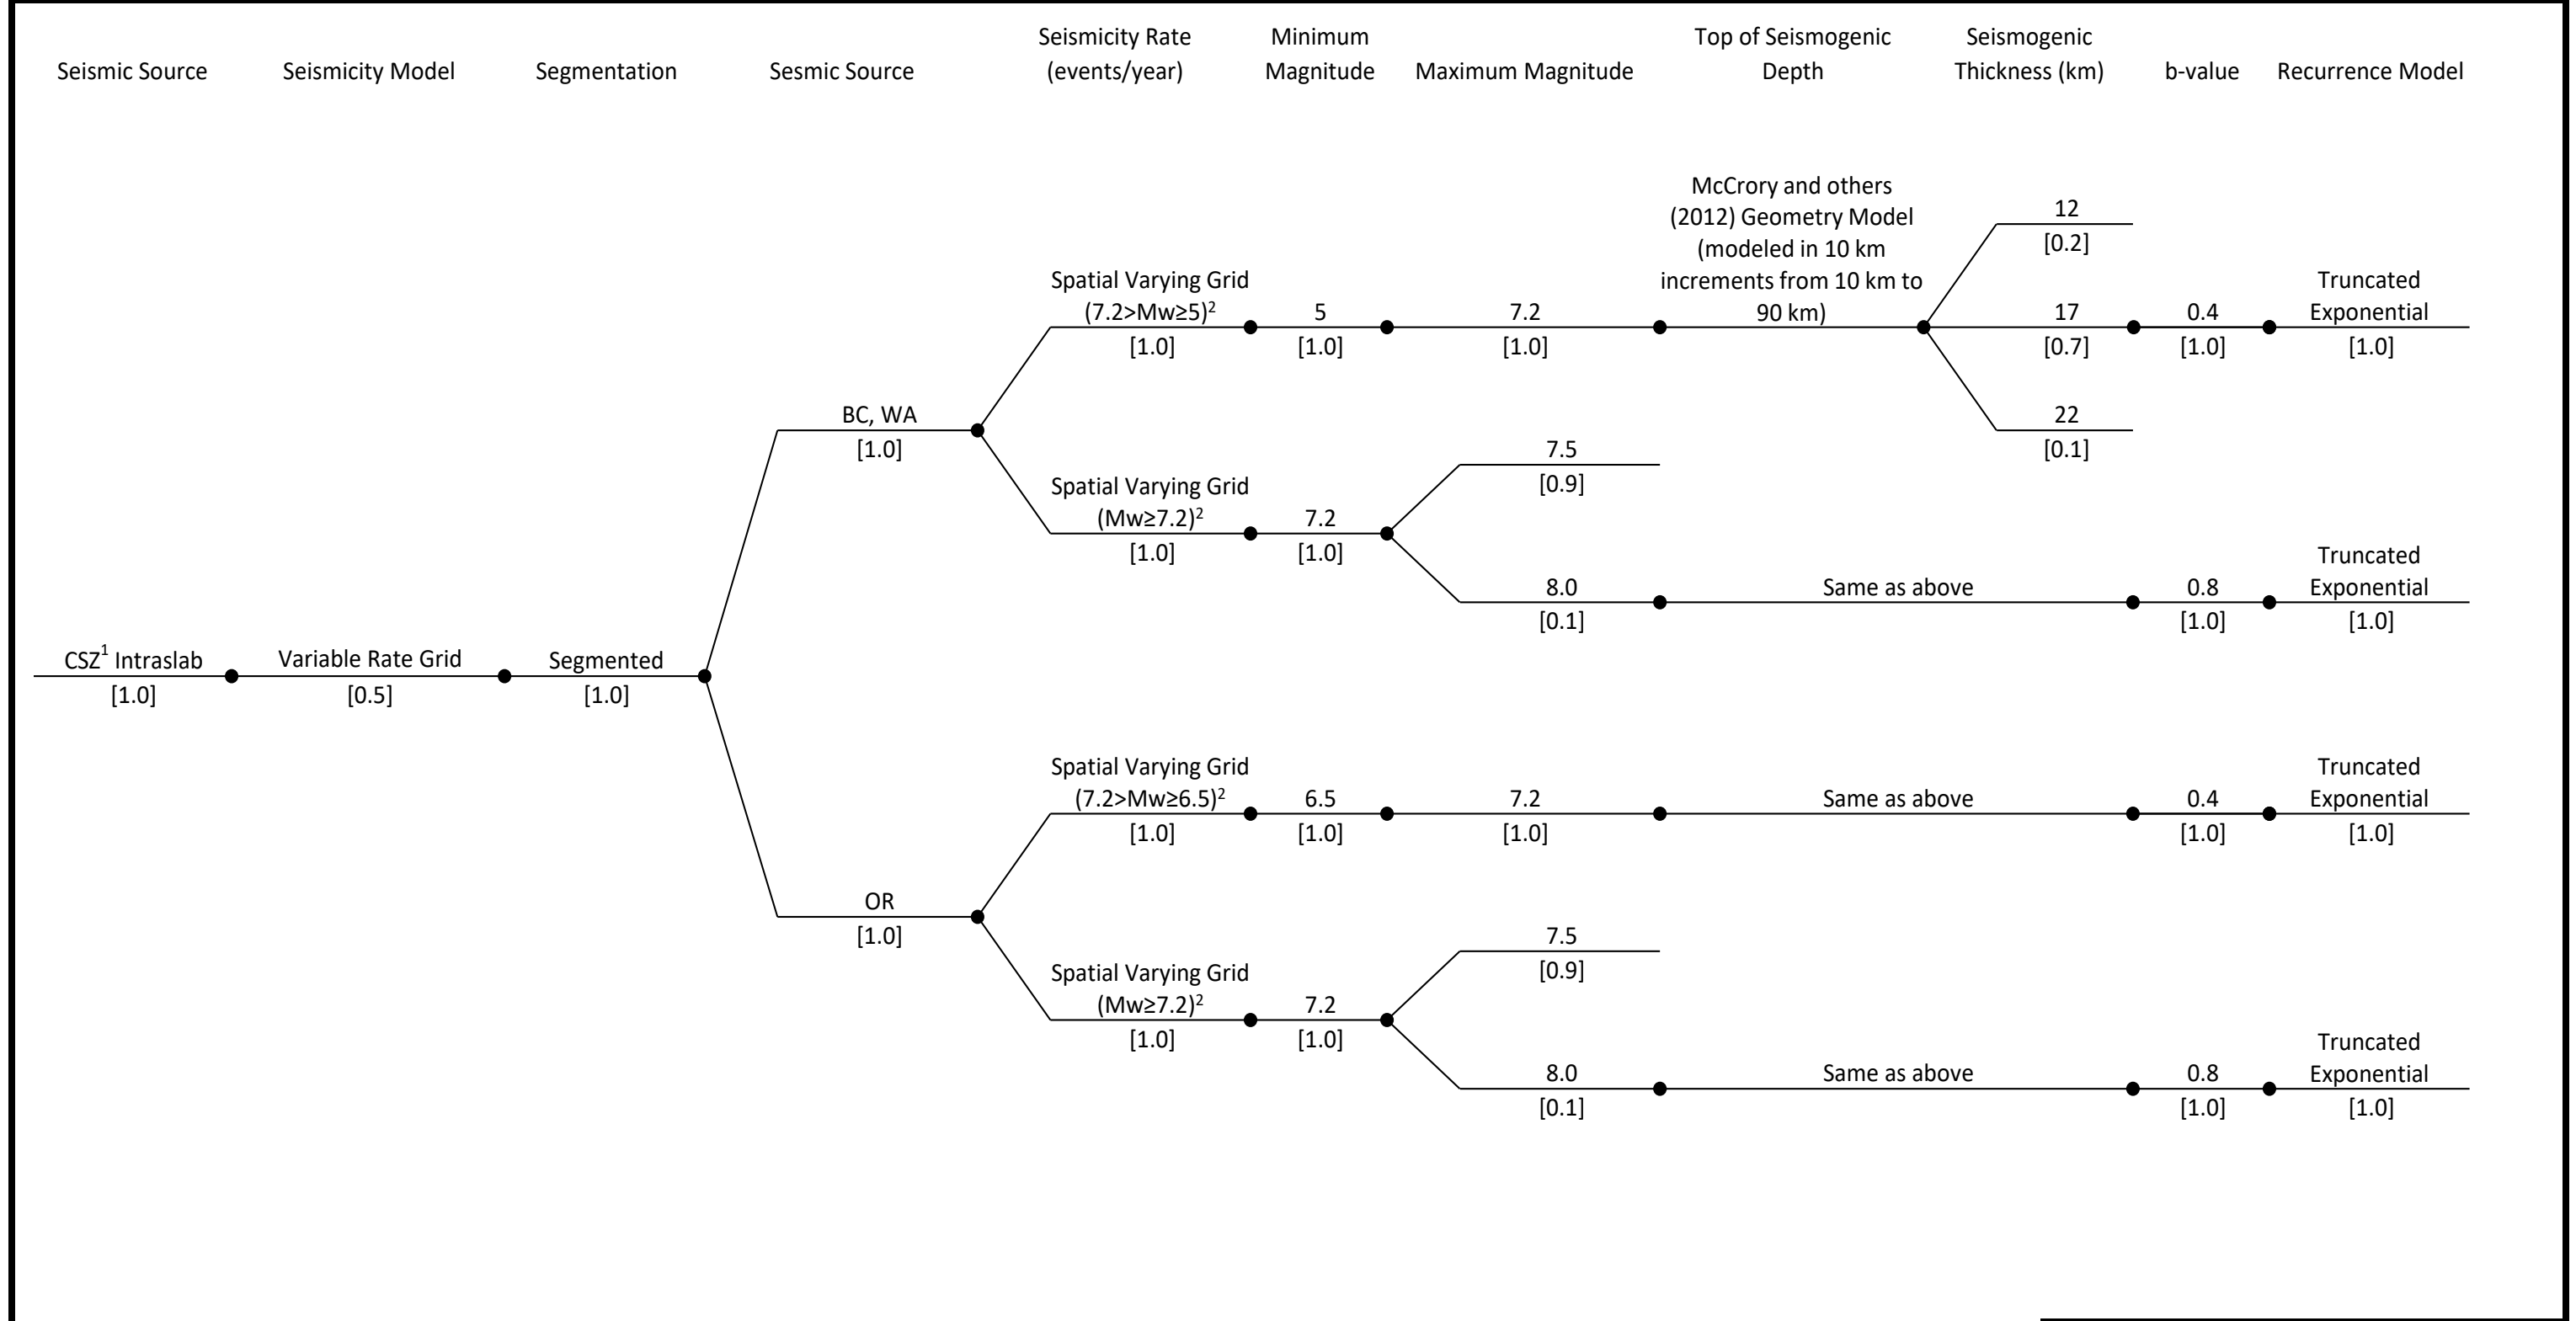 Seismic Source
Seismicity Model
Segmentation
Sesmic Source
Seismicity Rate
(events/year)
Minimum
Magnitude
Maximum Magnitude
Top of Seismogenic
Depth
Seismogenic
Thickness (km)
b-value
Recurrence Model
CSZ¹ Intraslab
[1.0]
Variable Rate Grid
[0.5]
Segmented
[1.0]
BC, WA
[1.0]
Spatial Varying Grid
(7.2>Mw≥5)²
[1.0]
5
[1.0]
7.2
[1.0]
McCrory and others
(2012) Geometry Model
(modeled in 10 km
increments from 10 km to
90 km)
12
[0.2]
17
[0.7]
22
[0.1]
0.4
[1.0]
Truncated
Exponential
[1.0]
Spatial Varying Grid
(Mw≥7.2)²
[1.0]
7.2
[1.0]
7.5
[0.9]
8.0
[0.1]
Same as above
0.8
[1.0]
Truncated
Exponential
[1.0]
OR
[1.0]
Spatial Varying Grid
(7.2>Mw≥6.5)²
[1.0]
6.5
[1.0]
7.2
[1.0]
Same as above
0.4
[1.0]
Truncated
Exponential
[1.0]
Spatial Varying Grid
(Mw≥7.2)²
[1.0]
7.2
[1.0]
7.5
[0.9]
8.0
[0.1]
Same as above
0.8
[1.0]
Truncated
Exponential
[1.0]